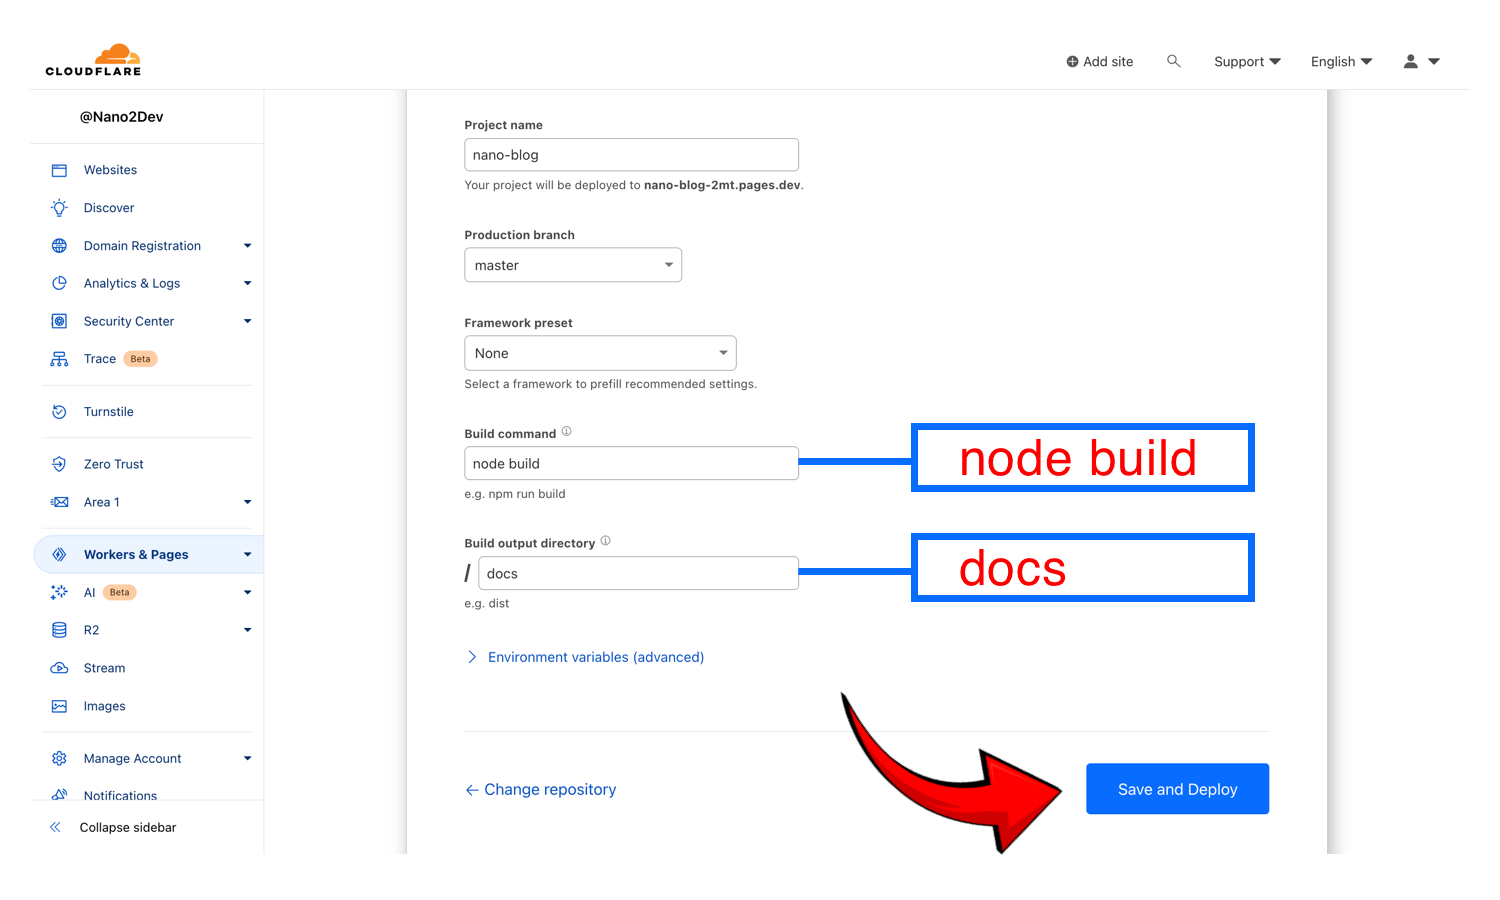 CLOUDFLARE
Add site
Support
English
@Nano2Dev
Websites
Discover
Domain Registration
Analytics & Logs
Security Center
Trace Beta
Turnstile
Zero Trust
Area 1
Workers & Pages
AI Beta
R2
Stream
Images
Manage Account
Notifications
Collapse sidebar
Project name
nano-blog
Your project will be deployed to nano-blog-2mt.pages.dev.
Production branch
master
Framework preset
None
Select a framework to prefill recommended settings.
Build command
node build
node build
e.g. npm run build
Build output directory
/ docs
docs
e.g. dist
Environment variables (advanced)
← Change repository
Save and Deploy